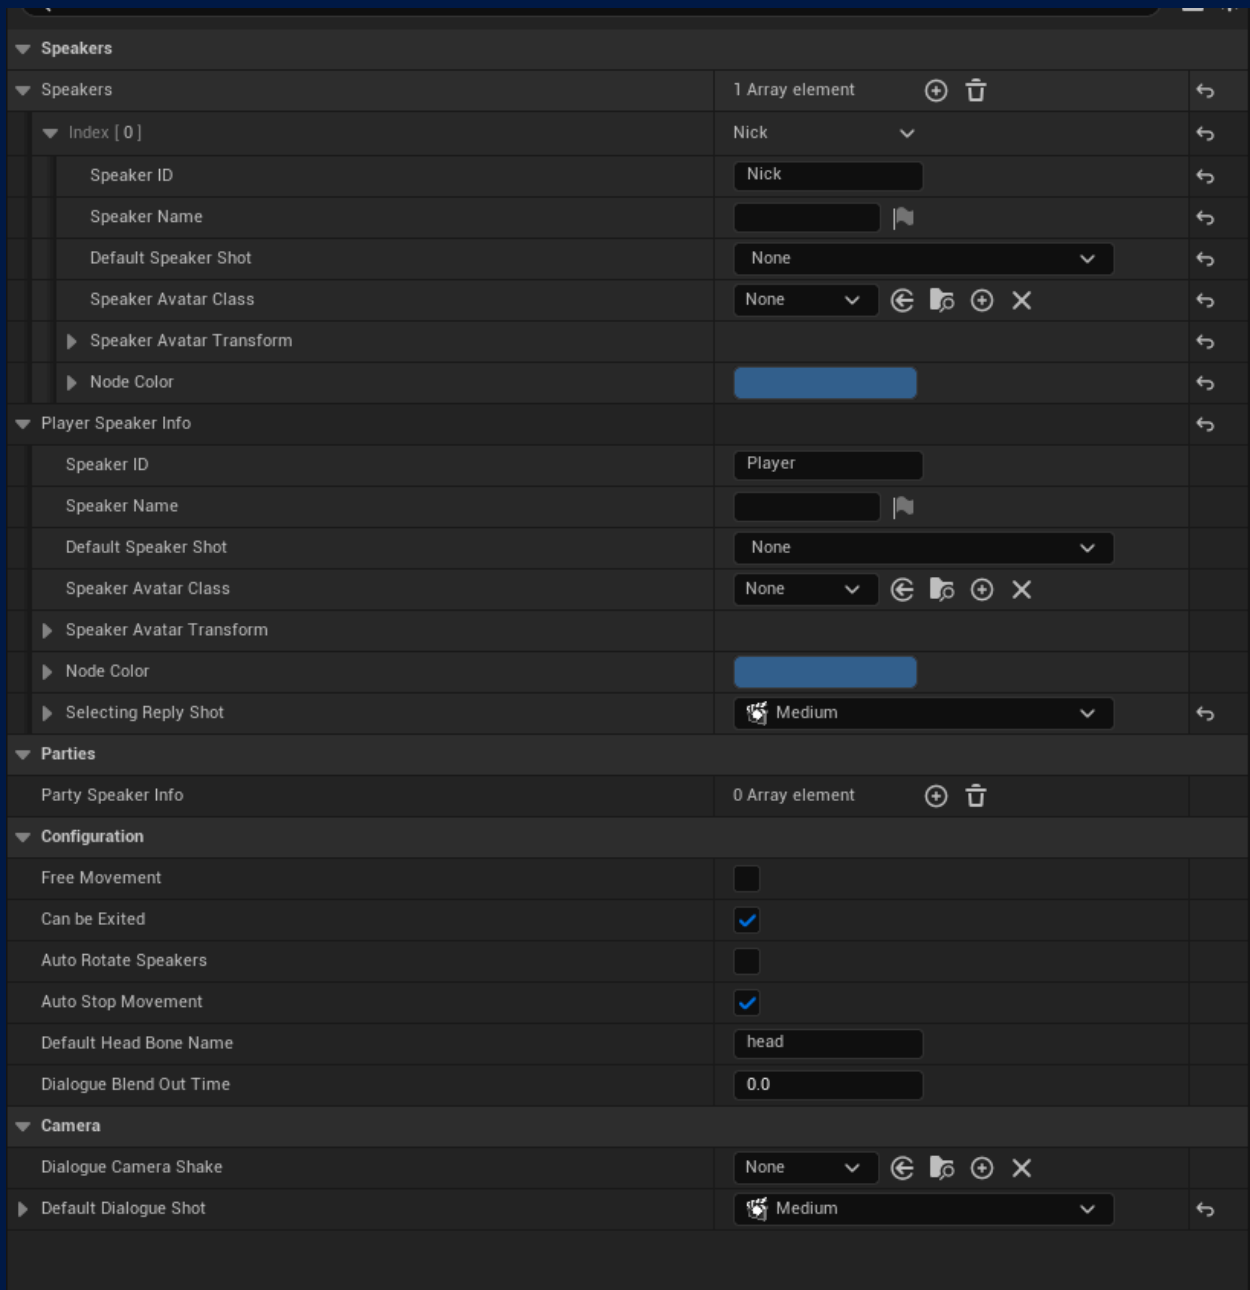 Speakers
Speakers 1 Array element
Index [ 0 ] Nick
Speaker ID Nick
Speaker Name
Default Speaker Shot None
Speaker Avatar Class None
Speaker Avatar Transform
Node Color
Player Speaker Info
Speaker ID Player
Speaker Name
Default Speaker Shot None
Speaker Avatar Class None
Speaker Avatar Transform
Node Color
Selecting Reply Shot Medium
Parties
Party Speaker Info 0 Array element
Configuration
Free Movement
Can be Exited
Auto Rotate Speakers
Auto Stop Movement
Default Head Bone Name head
Dialogue Blend Out Time 0.0
Camera
Dialogue Camera Shake None
Default Dialogue Shot Medium